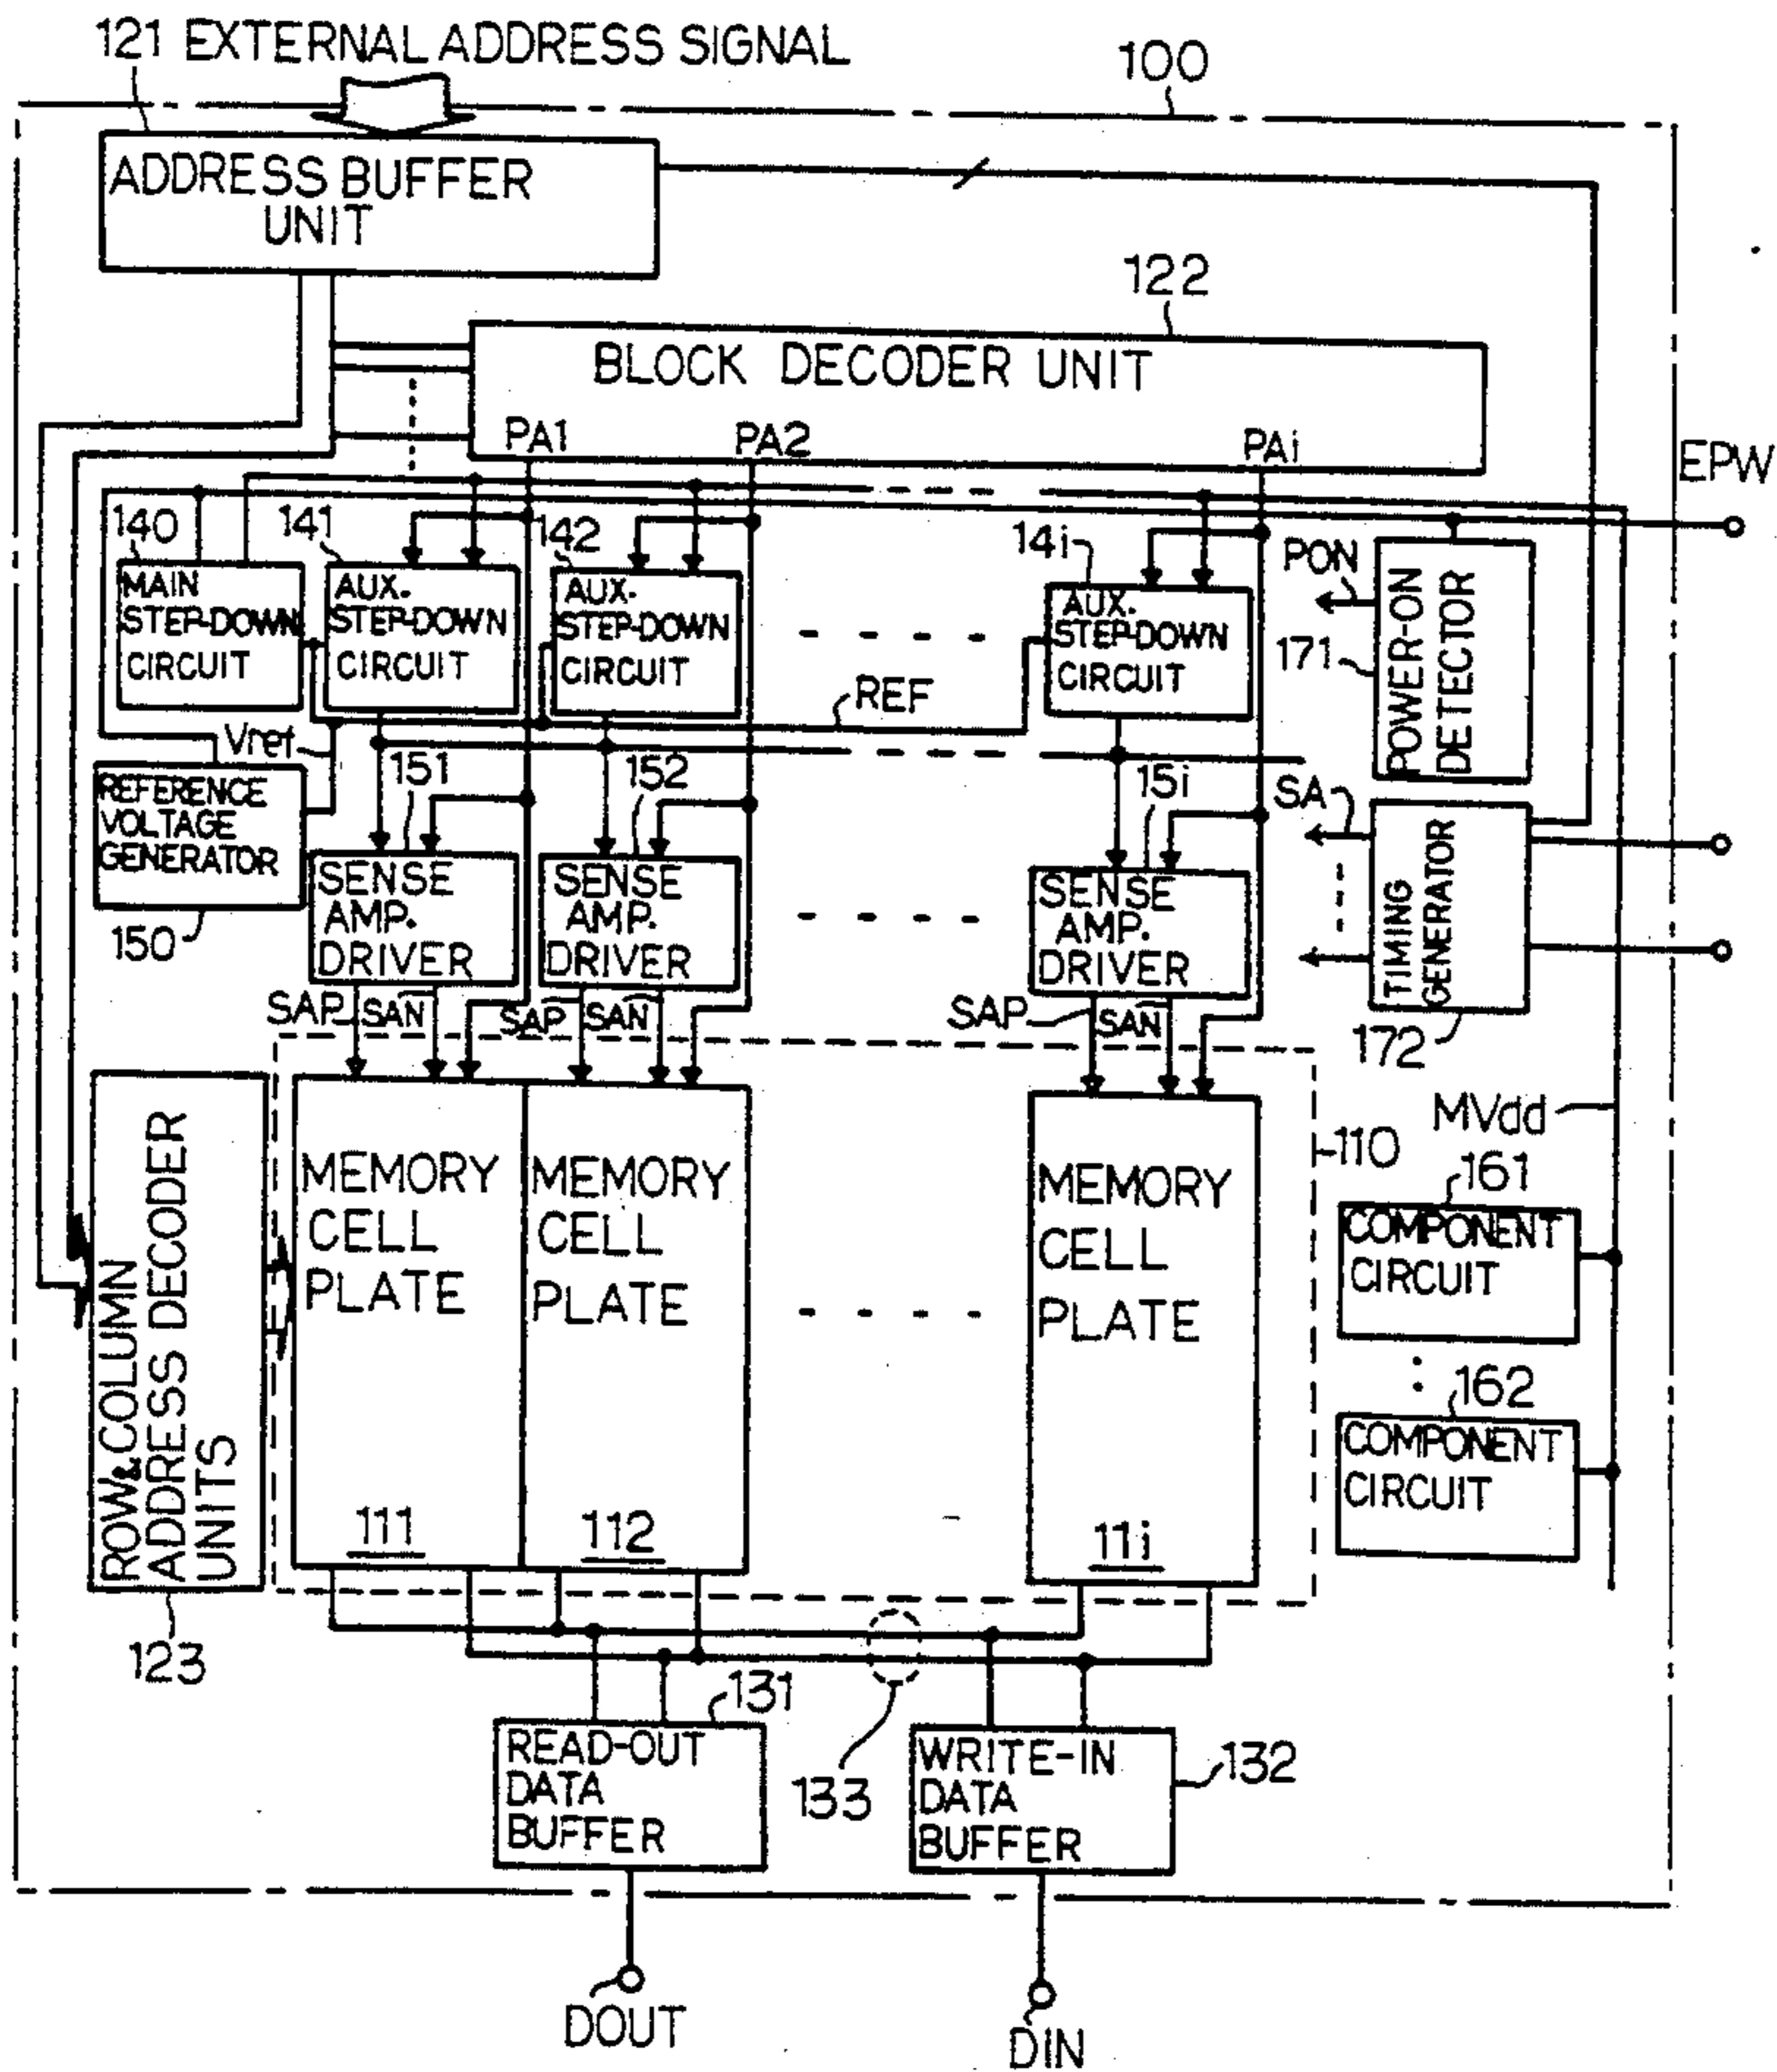 121 EXTERNAL ADDRESS SIGNAL
100
ADDRESS BUFFER
UNIT
122
BLOCK DECODER UNIT
PA1
PA2
PAi
EPW
140
141
142
14i
PON
MAIN
STEP-DOWN
CIRCUIT
AUX.
STEP-DOWN
CIRCUIT
AUX.
STEP-DOWN
CIRCUIT
AUX.
STEP-DOWN
CIRCUIT
171
POWER-ON
DETECTOR
REF
Vref
151
152
15i
SA
REFERENCE
VOLTAGE
GENERATOR
150
SENSE
AMP.
DRIVER
SENSE
AMP.
DRIVER
SENSE
AMP.
DRIVER
TIMING
GENERATOR
172
SAP
SAN
SAP
SAN
SAP
SAN
MVdd
110
ROW&COLUMN
ADDRESS DECODER
UNITS
123
MEMORY
CELL
PLATE
111
MEMORY
CELL
PLATE
112
MEMORY
CELL
PLATE
11i
161
COMPONENT
CIRCUIT
162
COMPONENT
CIRCUIT
131
READ-OUT
DATA
BUFFER
133
WRITE-IN
DATA
BUFFER
132
DOUT
DIN